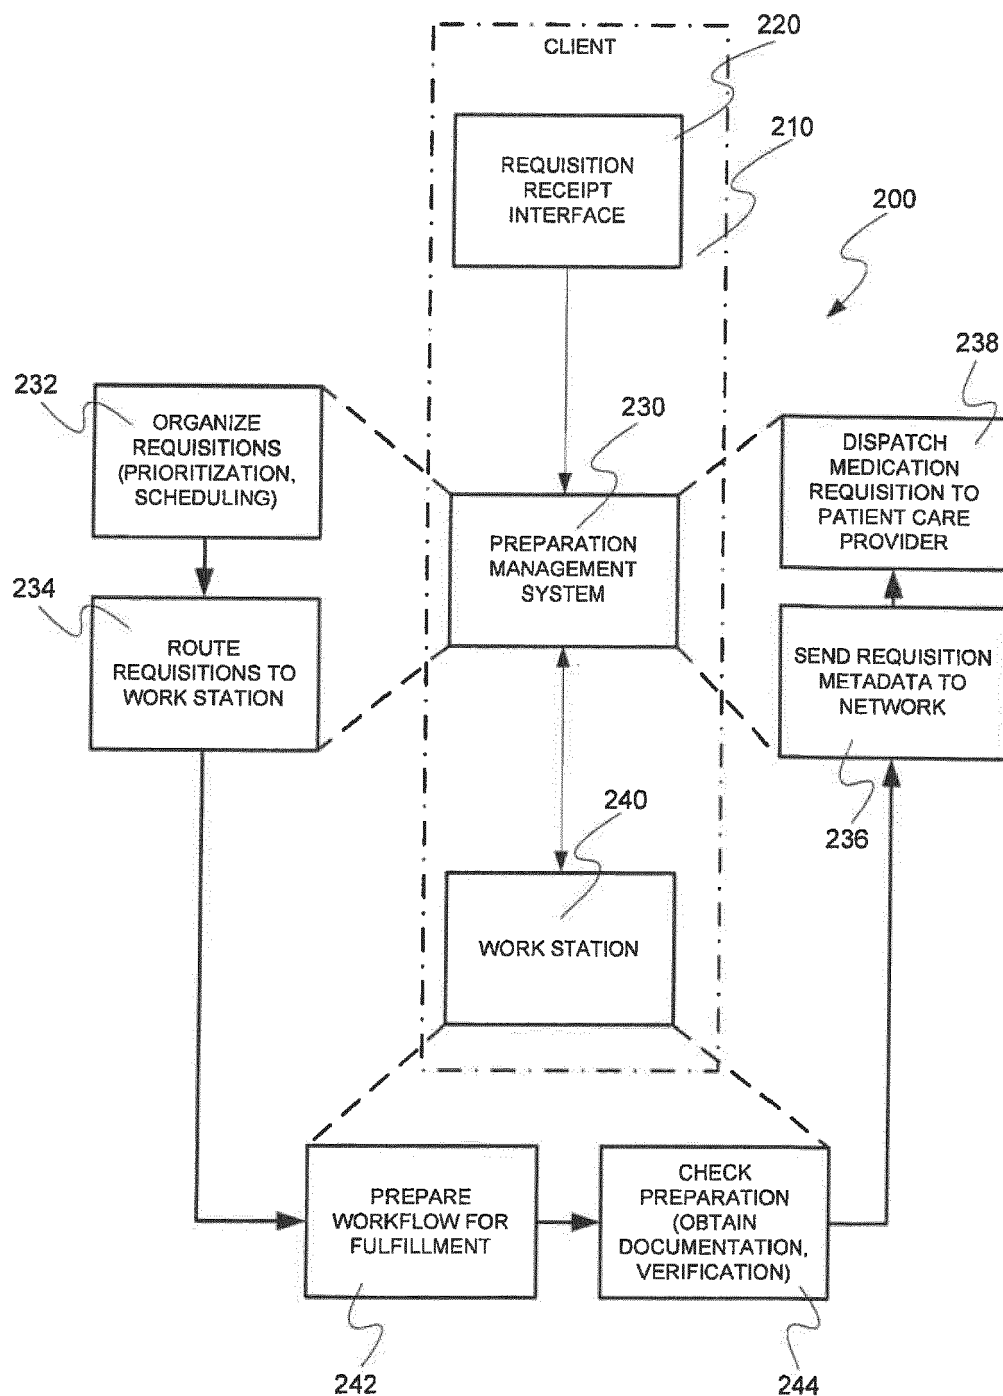 220
CLIENT
210
REQUISITION
RECEIPT
INTERFACE
200
238
232
ORGANIZE
REQUISITIONS
(PRIORITIZATION,
SCHEDULING)
230
DISPATCH
MEDICATION
REQUISITION TO
PATIENT CARE
PROVIDER
PREPARATION
MANAGEMENT
SYSTEM
234
ROUTE
REQUISITIONS TO
WORK STATION
SEND REQUISITION
METADATA TO
NETWORK
236
240
WORK STATION
PREPARE
WORKFLOW FOR
FULFILLMENT
CHECK
PREPARATION
(OBTAIN
DOCUMENTATION,
VERIFICATION)
242
244